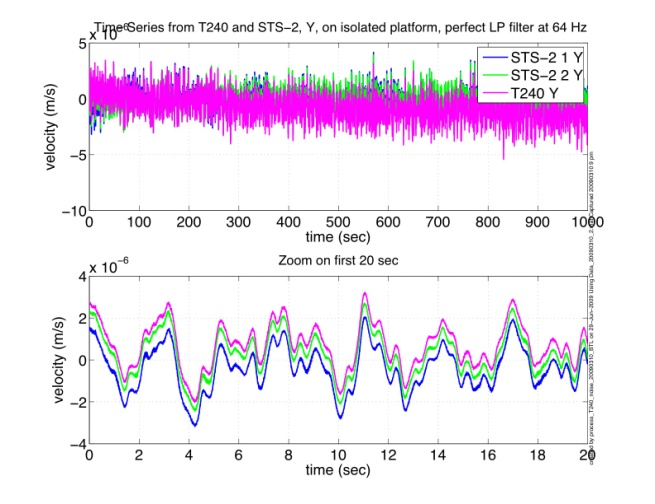 Time Series from T240 and STS−2, Y, on isolated platform, perfect LP filter at 64 Hz
5 x 10−6
0
−5
−10
velocity (m/s)
STS−2 1 Y
STS−2 2 Y
T240 Y
0 100 200 300 400 500 600 700 800 900 1000
time (sec)
Zoom on first 20 sec
4 x 10−6
2
0
−2
−4
velocity (m/s)
0 2 4 6 8 10 12 14 16 18 20
time (sec)